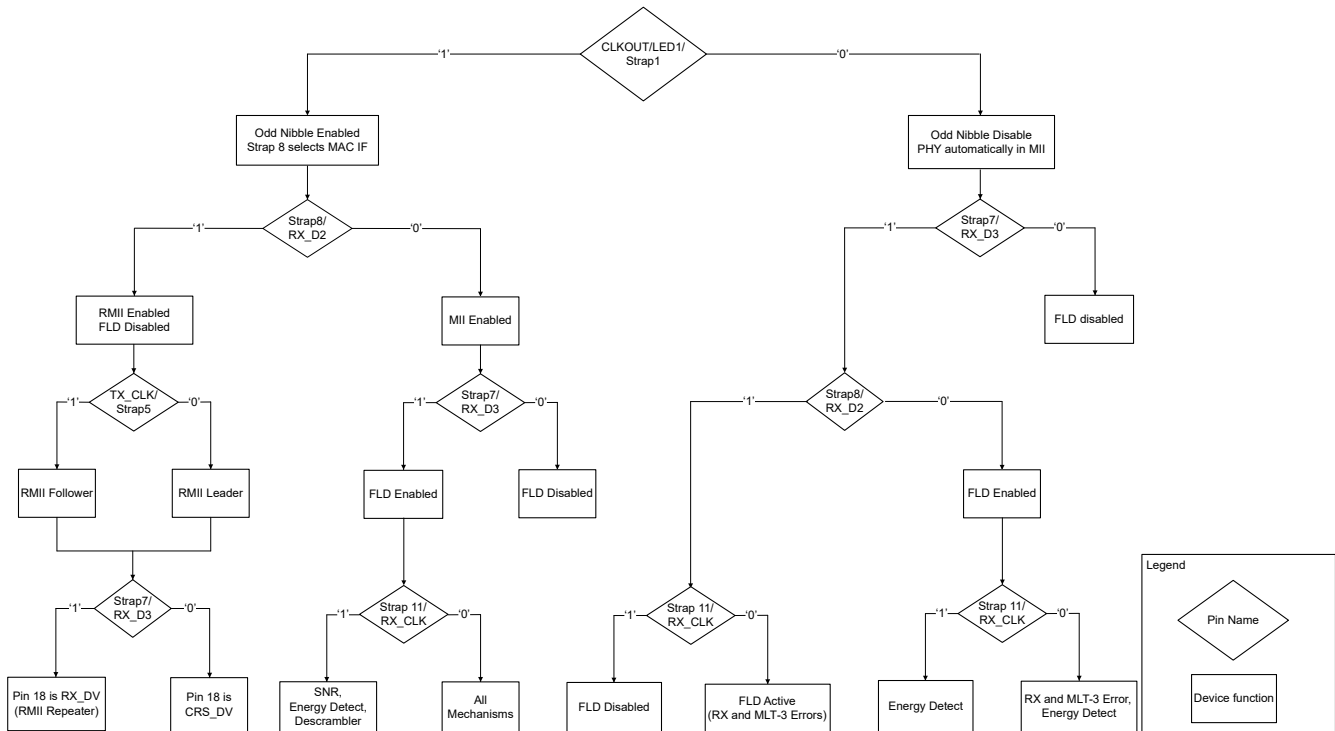 CLKOUT/LED1/
Strap1
‘1’
‘0’
Odd Nibble Enabled
Strap 8 selects MAC IF
Odd Nibble Disable
PHY automatically in MII
Strap8/
RX_D2
‘1’
‘0’
Strap7/
RX_D3
‘1’
‘0’
RMII Enabled
FLD Disabled
MII Enabled
FLD disabled
TX_CLK/
Strap5
‘1’
‘0’
Strap7/
RX_D3
‘1’
‘0’
Strap8/
RX_D2
‘1’
‘0’
RMII Follower
RMII Leader
FLD Enabled
FLD Disabled
FLD Enabled
Strap7/
RX_D3
‘1’
‘0’
Strap 11/
RX_CLK
‘1’
‘0’
Strap 11/
RX_CLK
‘1’
‘0’
Strap 11/
RX_CLK
‘1’
‘0’
Pin 18 is RX_DV
(RMII Repeater)
Pin 18 is
CRS_DV
SNR,
Energy Detect,
Descrambler
All
Mechanisms
FLD Disabled
FLD Active
(RX and MLT-3 Errors)
Energy Detect
RX and MLT-3 Error,
Energy Detect
Legend
Pin Name
Device function